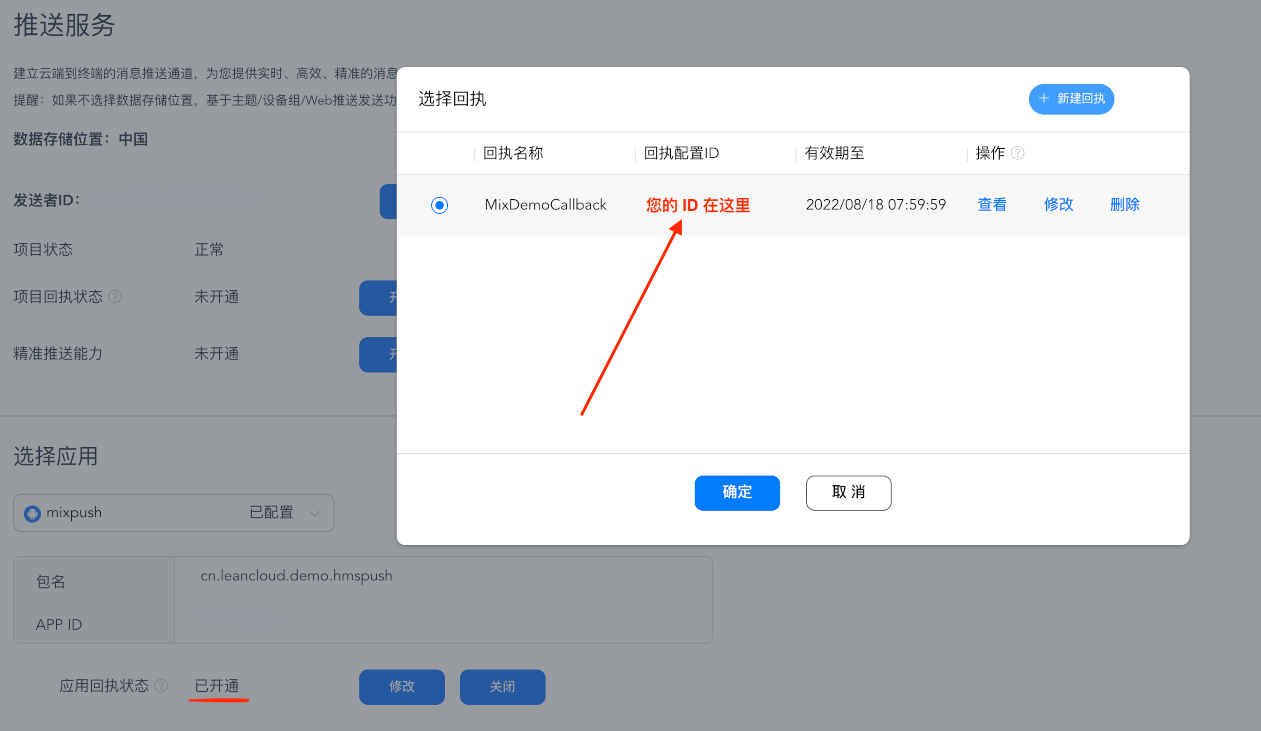 推送服务
建立云端到终端的消息推送通道，为您提供实时、高效、精准的消息
提醒：如果不选择数据存储位置，基于主题/设备组/Web推送发送功
数据存储位置：中国
发送者ID：
项目状态 正常
项目回执状态 未开通 开
精准推送能力 未开通 开
选择应用
mixpush 已配置
包名 cn.leancloud.demo.hmspush
APP ID
应用回执状态 已开通 修改 关闭
选择回执 + 新建回执
回执名称 回执配置ID 有效期至 操作
MixDemoCallback 您的 ID 在这里 2022/08/18 07:59:59 查看 修改 删除
确定 取 消